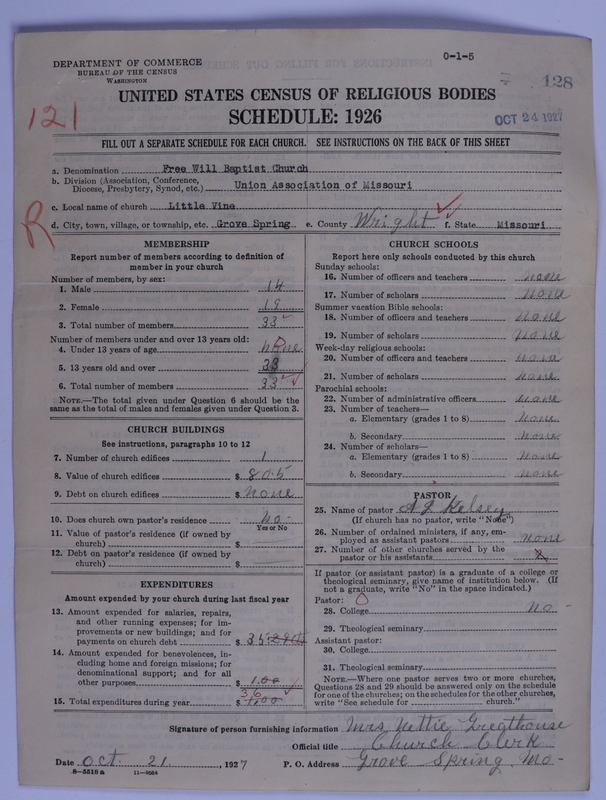 DEPARTMENT OF COMMERCE
BUREAU OF THE CENSUS
WASHINGTON
0-1-5
128
UNITED STATES CENSUS OF RELIGIOUS BODIES
121
SCHEDULE: 1926
OCT 24 1927
FILL OUT A SEPARATE SCHEDULE FOR EACH CHURCH. SEE INSTRUCTIONS ON THE BACK OF THIS SHEET
a. Denomination Free Will Baptist Church
b. Division (Association, Conference,
Diocese, Presbytery, Synod, etc.) Union Association of Missouri
c. Local name of church Little Vine
R
d. City, town, village, or township, etc. Grove Spring e. County Wright f. State Missouri
MEMBERSHIP
Report number of members according to definition of
member in your church
Number of members, by sex:
1. Male 14
2. Female 19
3. Total number of members 33
Number of members under and over 13 years old:
4. Under 13 years of age none
5. 13 years old and over 33
6. Total number of members 33
NOTE.—The total given under Question 6 should be
same as the total of males and females given under Question 3.
CHURCH BUILDINGS
See instructions, paragraphs 10 to 12
7. Number of church edifices 1
8. Value of church edifices $ 805
9. Debt on church edifices $ None
10. Does church own pastor's residence No-
Yes or No
11. Value of pastor's residence (if owned by
church) $
12. Debt on pastor's residence (if owned by
church) $
EXPENDITURES
Amount expended by your church during last fiscal year
13. Amount expended for salaries, repairs,
and other running expenses; for im-
provements or new buildings; and for
payments on church debt $ 35
14. Amount expended for benevolences, in-
cluding home and foreign missions; for
denominational support; and for all
other purposes $ 1.00
36
15. Total expenditures during year $ 1.00
CHURCH SCHOOLS
Report here only schools conducted by this church
Sunday schools:
16. Number of officers and teachers none
17. Number of scholars none
Summer vacation Bible schools:
18. Number of officers and teachers none
19. Number of scholars none
Week-day religious schools:
20. Number of officers and teachers none
21. Number of scholars none
Parochial schools:
22. Number of administrative officers none
23. Number of teachers—
a. Elementary (grades 1 to 8) none
b. Secondary none
24. Number of scholars—
a. Elementary (grades 1 to 8) none
b. Secondary none
PASTOR
25. Name of pastor A J Kelsey
(If church has no pastor, write "None")
26. Number of ordained ministers, if any, em-
ployed as assistant pastors None
27. Number of other churches served by the
pastor or his assistants
If pastor (or assistant pastor) is a graduate of a college or
theological seminary, give name of institution below. (If
not a graduate, write "No" in the space indicated.)
Pastor: 0
28. College No-
29. Theological seminary
Assistant pastor:
30. College
31. Theological seminary
NOTE.—Where one pastor serves two or more churches,
Questions 28 and 29 should be answered only on the schedule
for one of the churches; on the schedules for the other churches,
write "See schedule for church."
Signature of person furnishing information Mrs Nettie Greathouse
Official title Church Clerk
Date Oct. 21, 1927 P. O. Address Grove Spring Mo-
8—5518a 11—9084